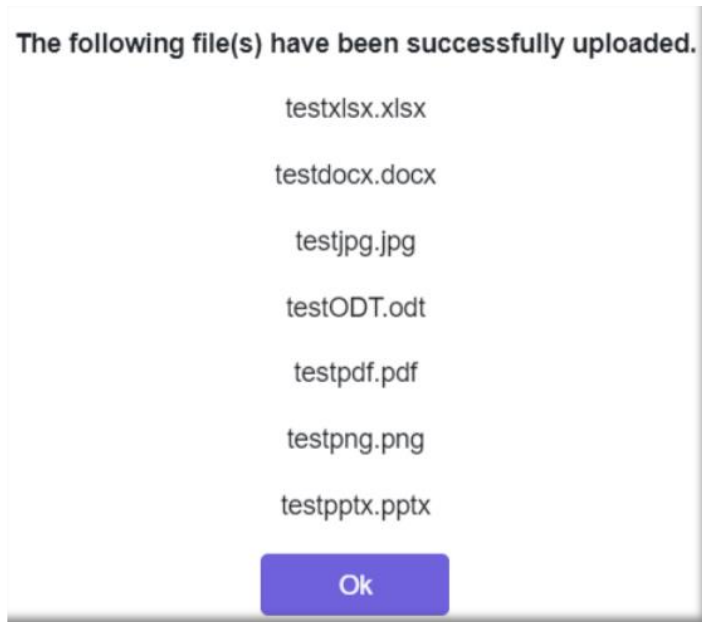 The following file(s) have been successfully uploaded.
testxlsx.xlsx
testdocx.docx
testjpg.jpg
testODT.odt
testpdf.pdf
testpng.png
testpptx.pptx
Ok